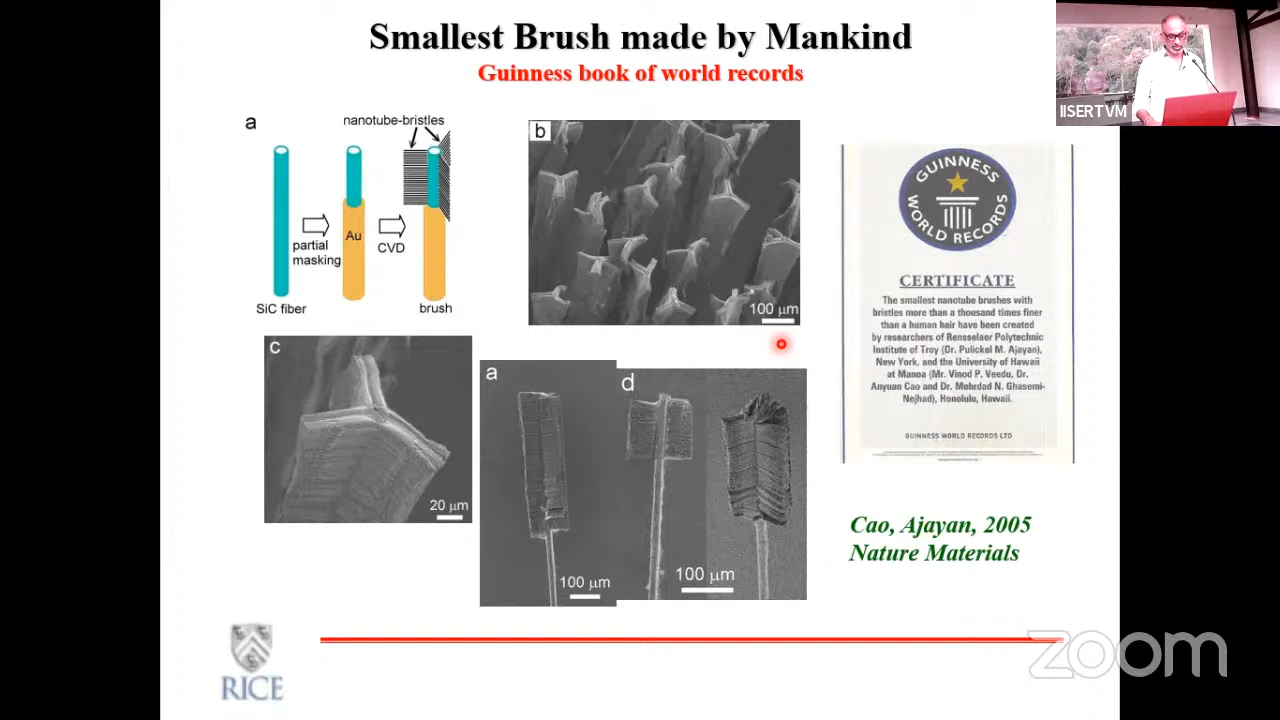 Smallest Brush made by Mankind
Guinness book of world records
IISERTVM
a
nanotube-bristles
partial
masking
Au
CVD
SiC fiber
brush
b
100 µm
c
20 µm
a
100 µm
d
100 µm
GUINNESS
WORLD RECORDS
CERTIFICATE
The smallest nanotube brushes with
bristles more than a thousand times finer
than a human hair have been created
by researchers of Rensselaer Polytechnic
Institute of Troy (Dr. Pulickel M. Ajayan),
New York, and the University of Hawaii
at Manoa (Mr. Vinod P. Veedu, Dr.
Anyuan Cao and Dr. Mehrdad N. Ghasemi-
Nejhad), Honolulu, Hawaii.
GUINNESS WORLD RECORDS LTD
Cao, Ajayan, 2005
Nature Materials
RICE
zoom